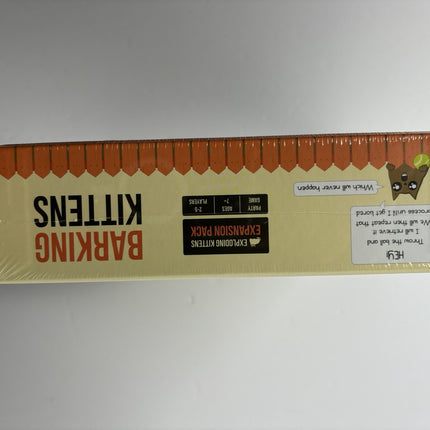 HEY!
Throw the ball and
I will retrieve it
We will then repeat that
process until I get bored
Which will never happen
EXPLODING KITTENS
EXPANSION PACK
PARTY GAME
AGES 7+
2-5 PLAYERS
BARKING
KITTENS